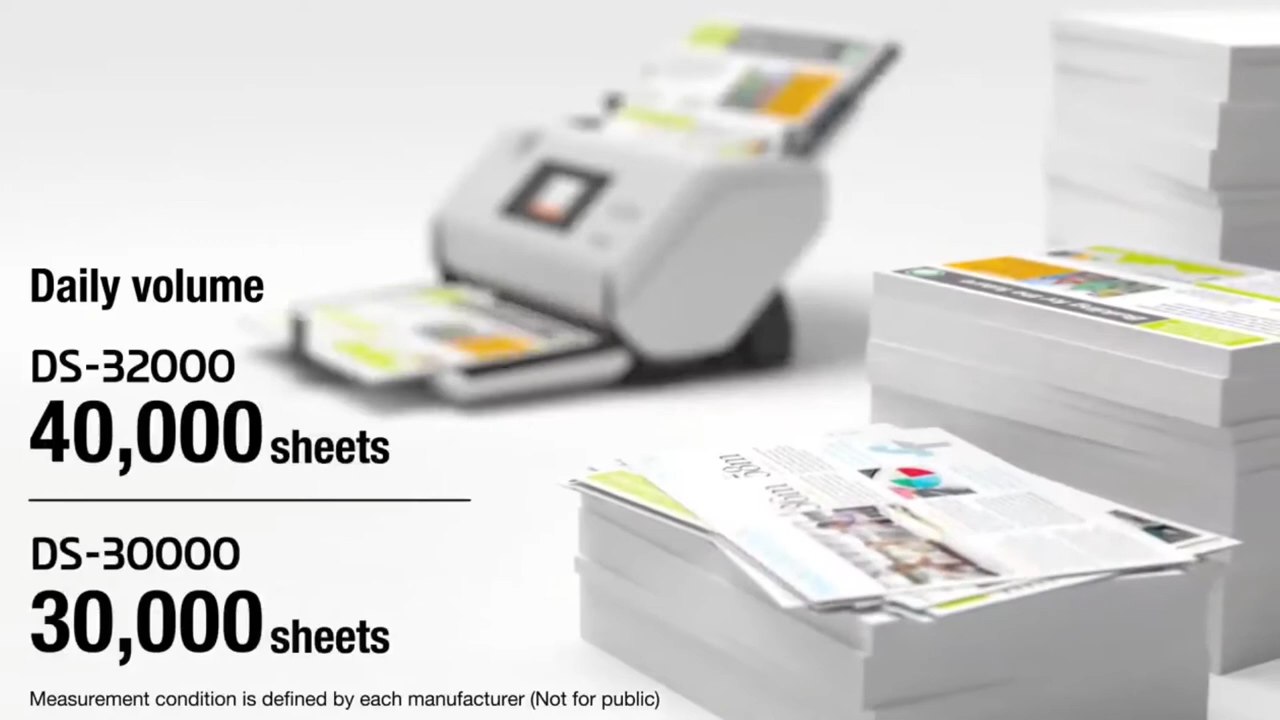 Daily volume
DS-32000
40,000 sheets
DS-30000
30,000 sheets
Measurement condition is defined by each manufacturer (Not for public)
58m